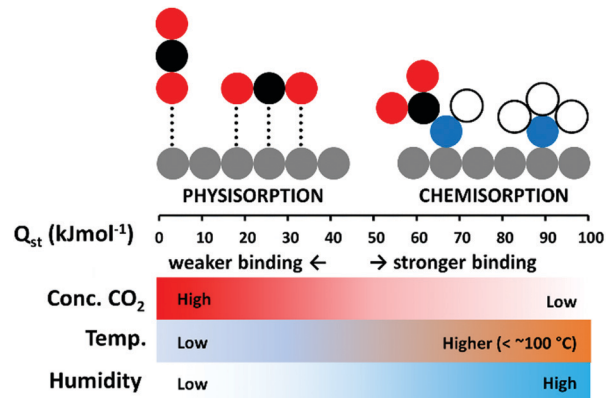 PHYSISORPTION CHEMISORPTION
Qst (kJmol-1) 0 10 20 30 40 50 60 70 80 90 100
weaker binding ← → stronger binding
Conc. CO2 High Low
Temp. Low Higher (< ~100 °C)
Humidity Low High